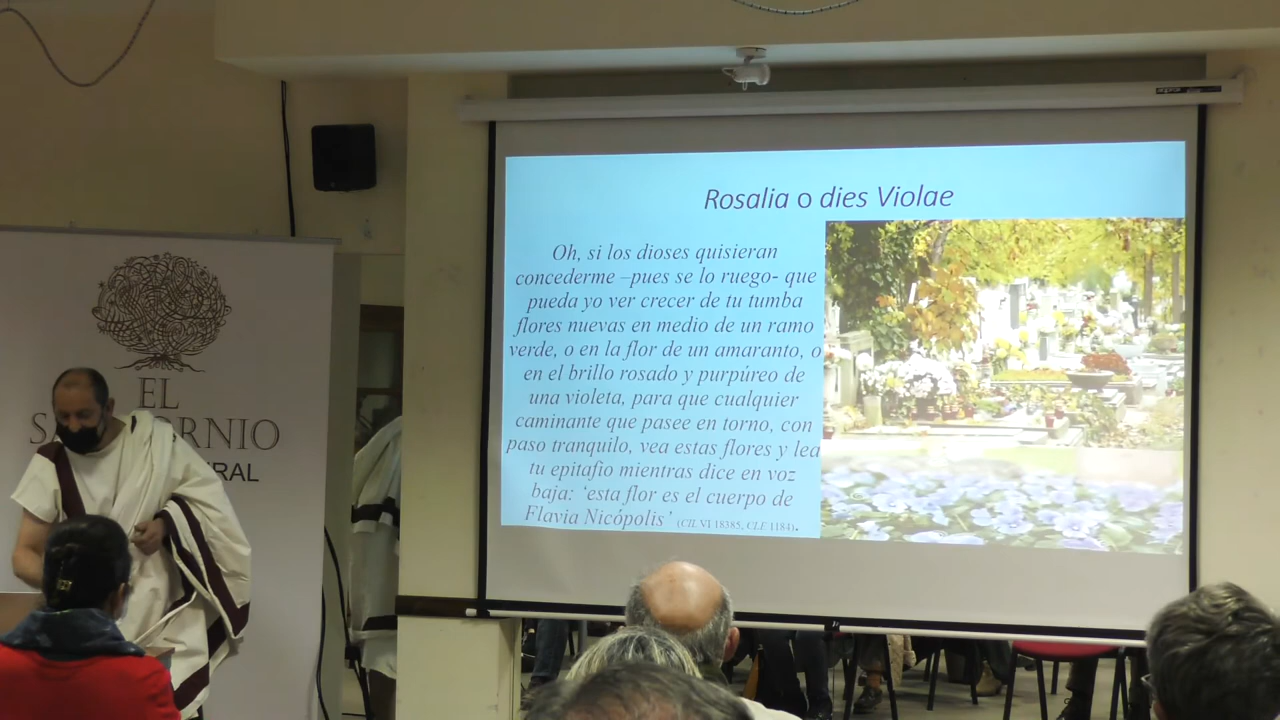 Rosalia o dies Violae
Oh, si los dioses quisieran
concederme –pues se lo ruego- que
pueda yo ver crecer de tu tumba
flores nuevas en medio de un ramo
verde, o en la flor de un amaranto, o
en el brillo rosado y purpúreo de
una violeta, para que cualquier
caminante que pasee en torno, con
paso tranquilo, vea estas flores y lea
tu epitafio mientras dice en voz
baja: ‘esta flor es el cuerpo de
Flavia Nicópolis’ (CIL VI 18385, CLE 1184).
EL
S RNIO
RAL